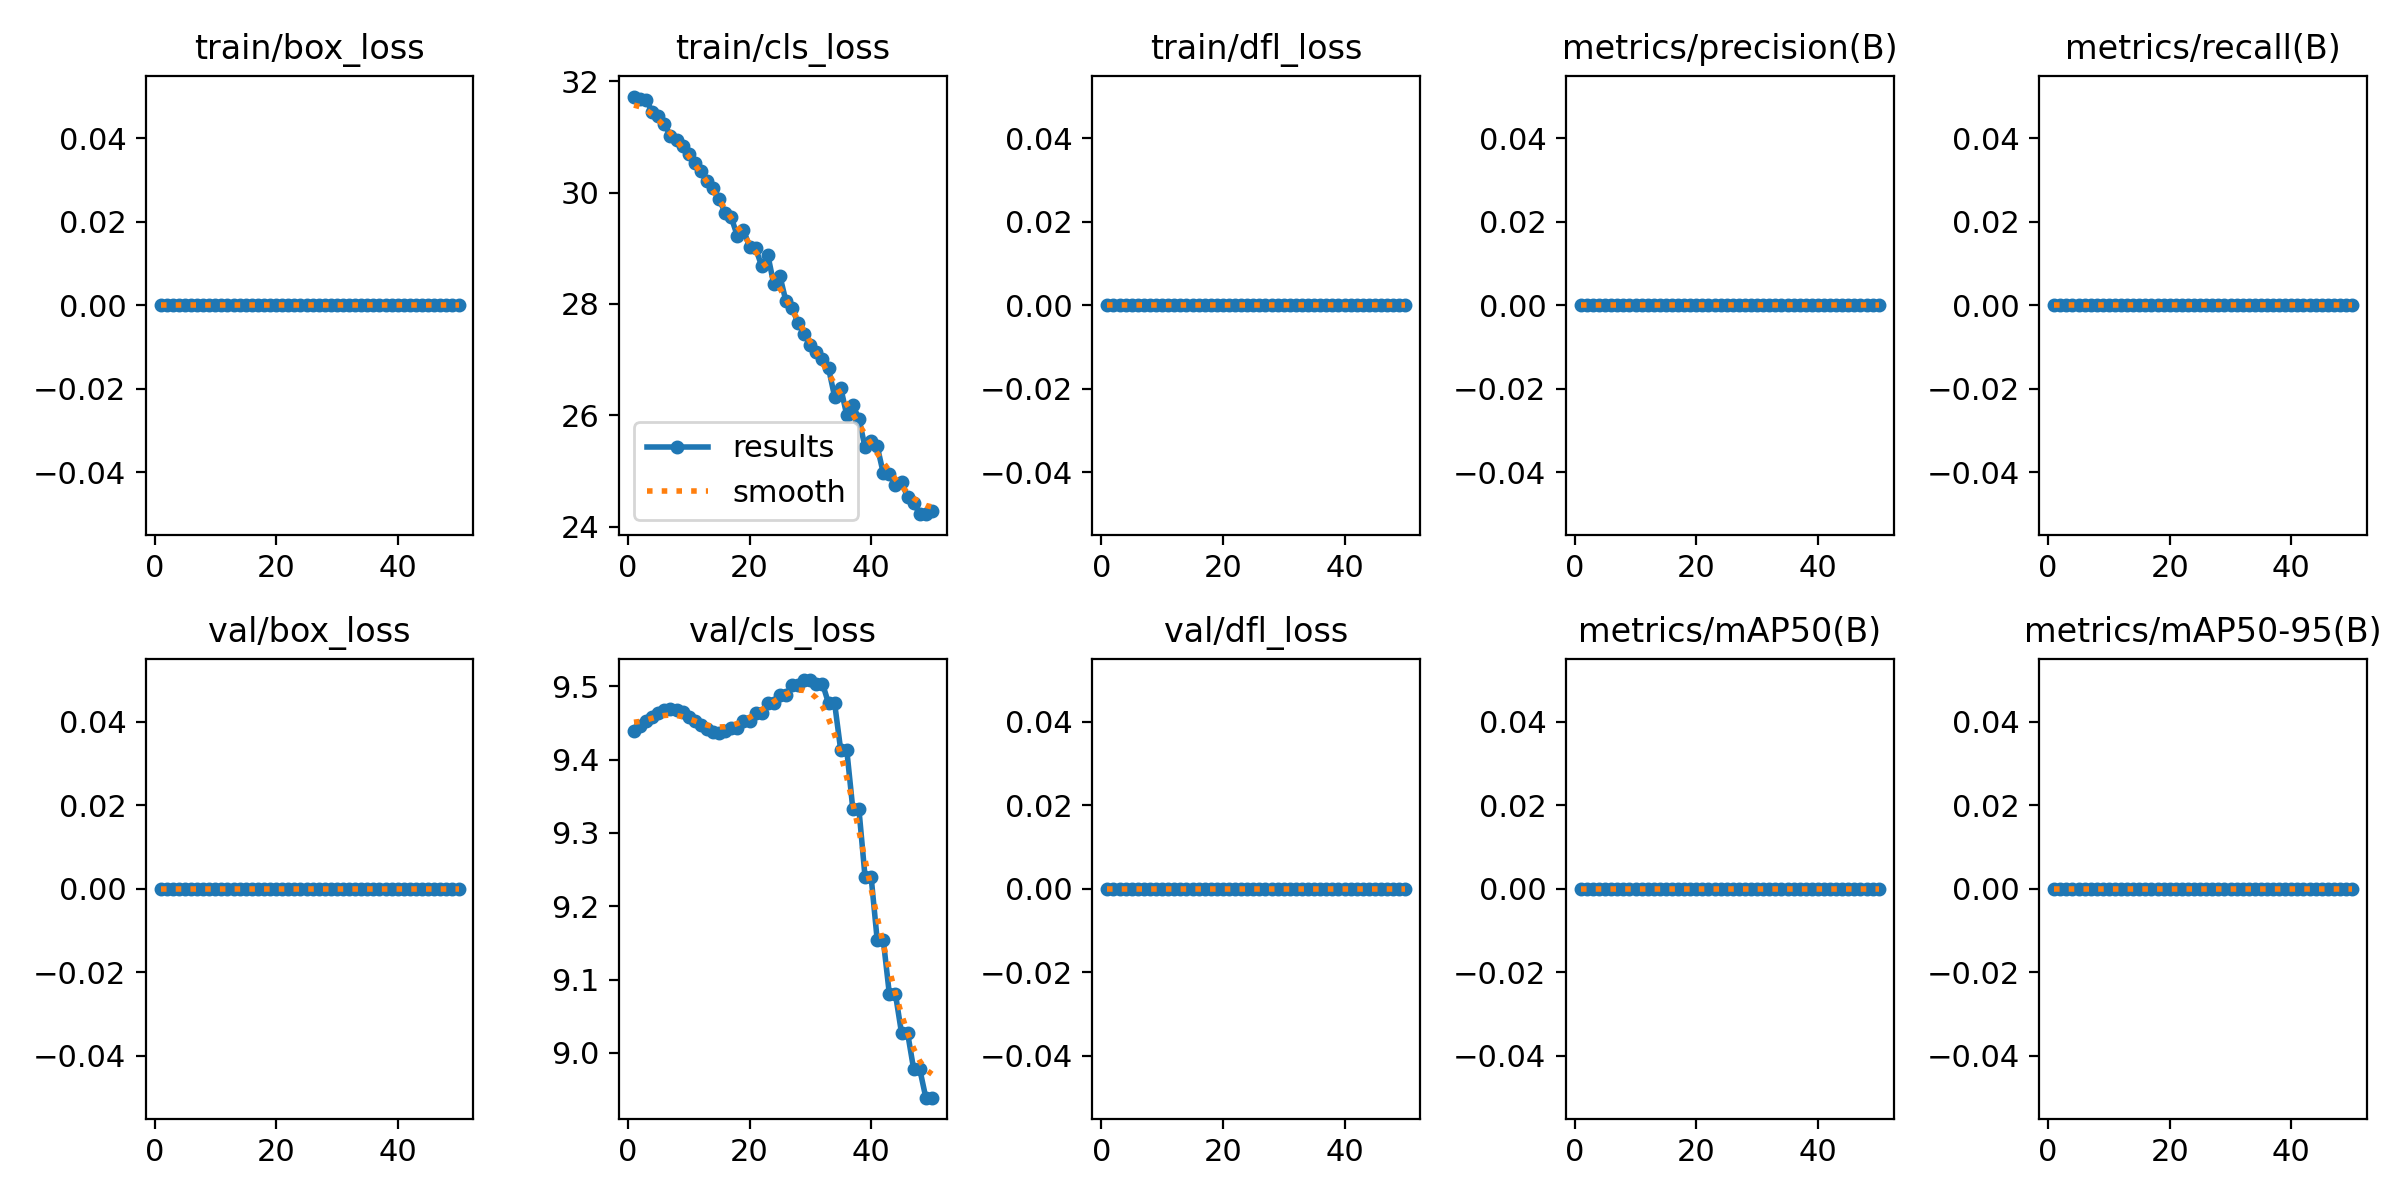 train/box_loss
0.04
0.02
0.00
−0.02
−0.04
0 20 40
train/cls_loss
32
30
28
26
24
results
smooth
0 20 40
train/dfl_loss
0.04
0.02
0.00
−0.02
−0.04
0 20 40
metrics/precision(B)
0.04
0.02
0.00
−0.02
−0.04
0 20 40
metrics/recall(B)
0.04
0.02
0.00
−0.02
−0.04
0 20 40
val/box_loss
0.04
0.02
0.00
−0.02
−0.04
0 20 40
val/cls_loss
9.5
9.4
9.3
9.2
9.1
9.0
0 20 40
val/dfl_loss
0.04
0.02
0.00
−0.02
−0.04
0 20 40
metrics/mAP50(B)
0.04
0.02
0.00
−0.02
−0.04
0 20 40
metrics/mAP50-95(B)
0.04
0.02
0.00
−0.02
−0.04
0 20 40